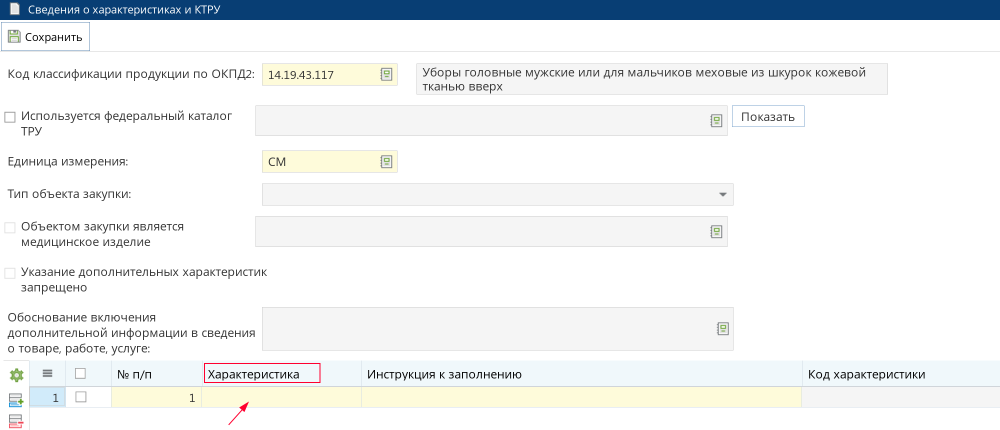 Сведения о характеристиках и КТРУ
Сохранить
Код классификации продукции по ОКПД2: 14.19.43.117 Уборы головные мужские или для мальчиков меховые из шкурок кожевой
тканью вверх
Используется федеральный каталог
ТРУ
Показать
Единица измерения: СМ
Тип объекта закупки:
Объектом закупки является
медицинское изделие
Указание дополнительных характеристик
запрещено
Обоснование включения
дополнительной информации в сведения
о товаре, работе, услуге:
№ п/п Характеристика Инструкция к заполнению Код характеристики
1 1